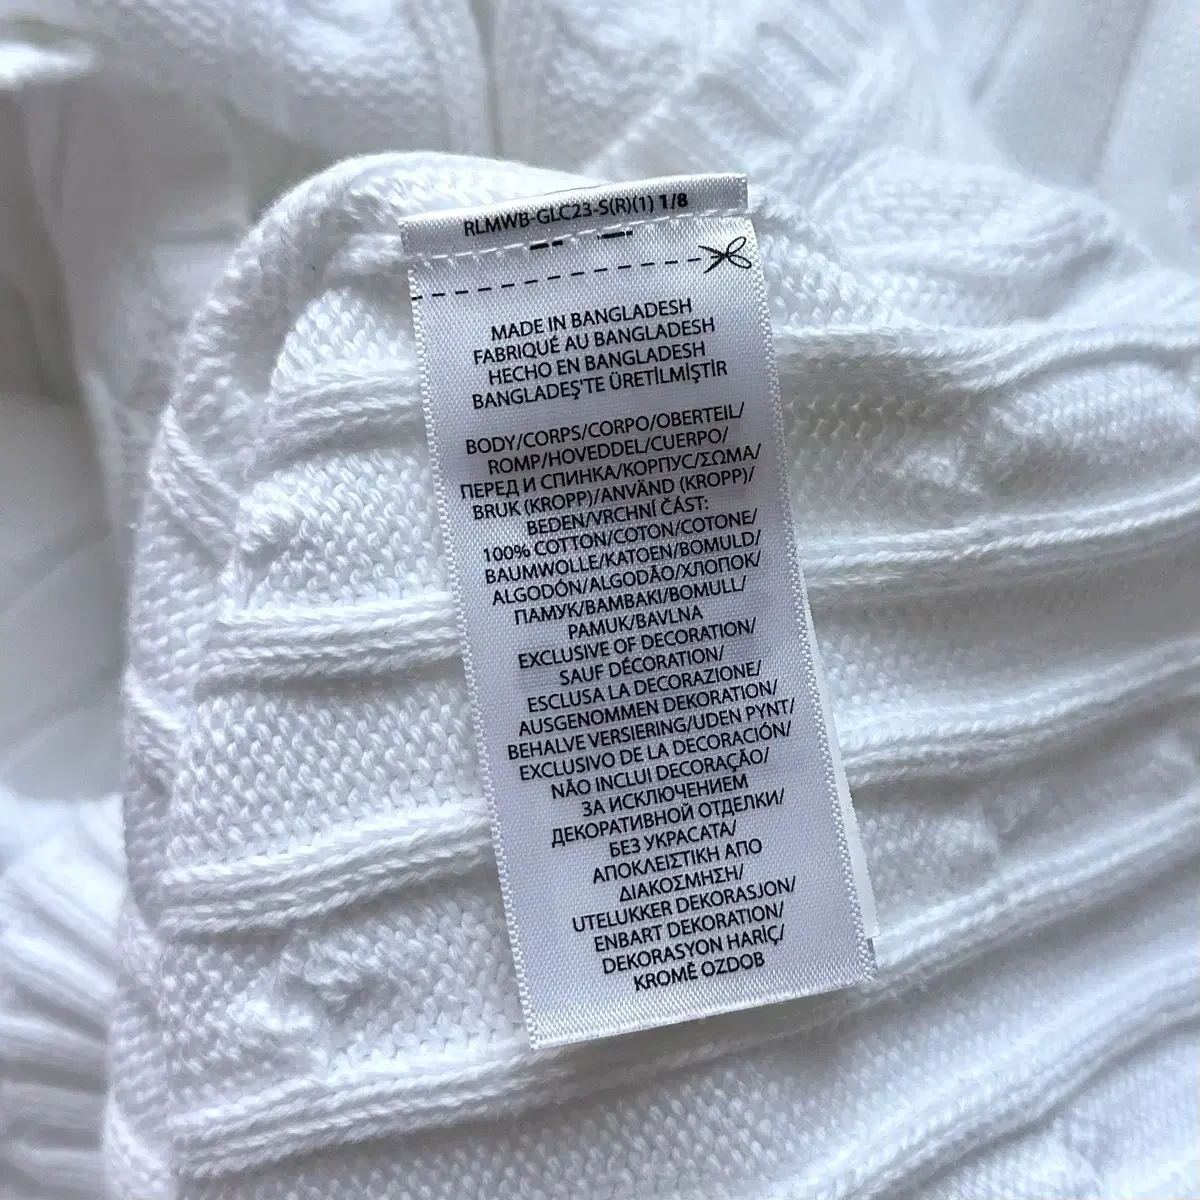 RLMWB-GLC23-S(R)(1) 1/8
MADE IN BANGLADESH
FABRIQUÉ AU BANGLADESH
HECHO EN BANGLADESH
BANGLADEŞ'TE ÜRETİLMİŞTİR
BODY/CORPS/CORPO/OBERTEIL/
ROMP/HOVEDDEL/CUERPO/
ПЕРЕД И СПИНКА/КОРПУС/ΣΩΜΑ/
BRUK (KROPP)/ANVÄND (KROPP)/
BEDEN/VRCHNÍ ČÁST:
100% COTTON/COTON/COTONE/
BAUMWOLLE/KATOEN/BOMULD/
ALGODÓN/ALGODÃO/ХЛОПОК/
ПАМУК/ΒΑΜΒΑΚΙ/BOMULL/
PAMUK/BAVLNA
EXCLUSIVE OF DECORATION/
SAUF DÉCORATION/
ESCLUSA LA DECORAZIONE/
AUSGENOMMEN DEKORATION/
BEHALVE VERSIERING/UDEN PYNT/
EXCLUSIVO DE LA DECORACIÓN/
NÃO INCLUI DECORAÇÃO/
ЗА ИСКЛЮЧЕНИЕМ
ДЕКОРАТИВНОЙ ОТДЕЛКИ/
БЕЗ УКРАСАТА/
ΑΠΟΚΛΕΙΣΤΙΚΗ ΑΠΟ
ΔΙΑΚΟΣΜΗΣΗ/
UTELUKKER DEKORASJON/
ENBART DEKORATION/
DEKORASYON HARİÇ/
KROMĚ OZDOB